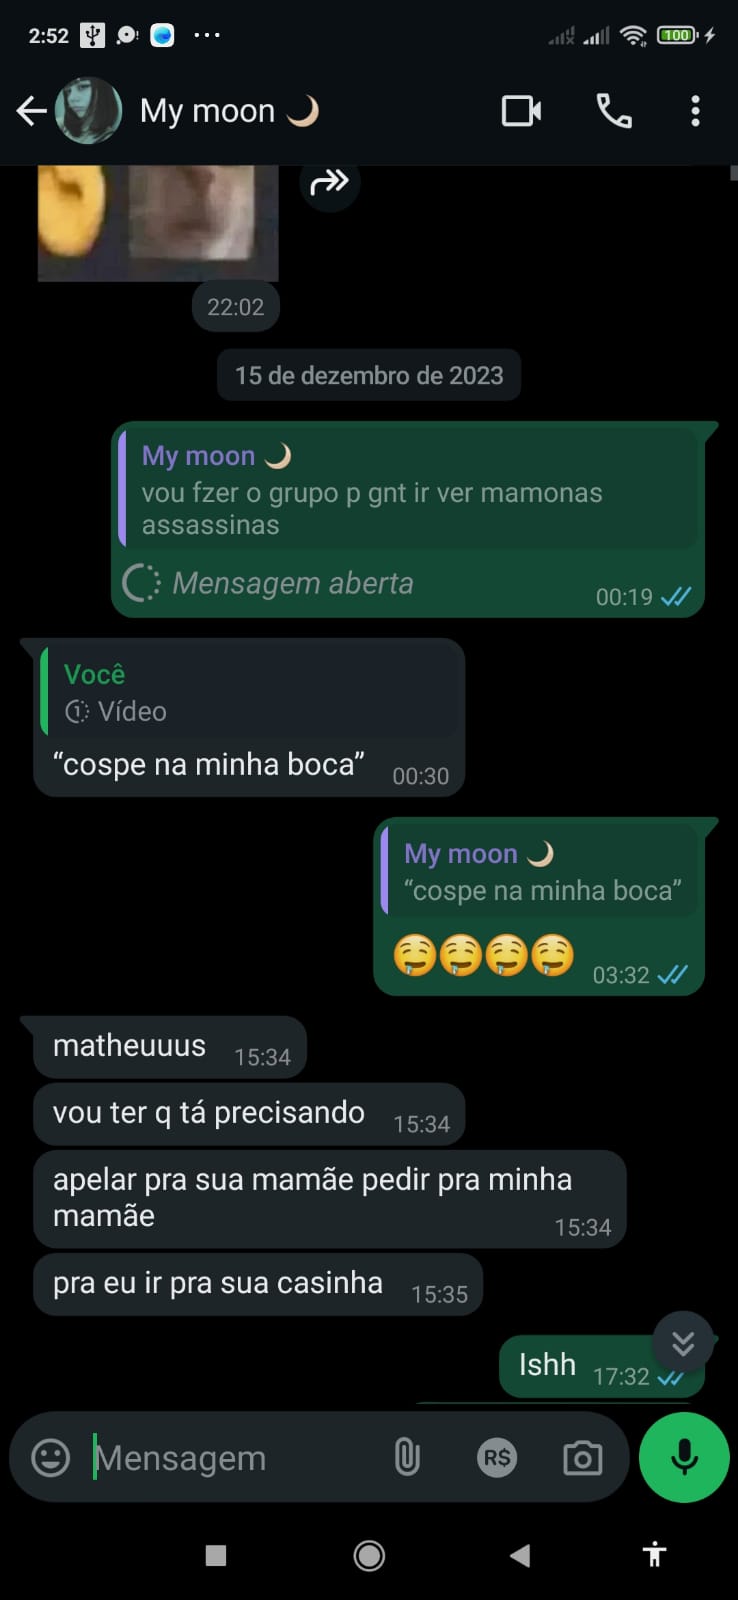 2:52
100
My moon 🌙
22:02
15 de dezembro de 2023
My moon 🌙
vou fzer o grupo p gnt ir ver mamonas
assassinas
Mensagem aberta
00:19
Você
1 Vídeo
“cospe na minha boca”
00:30
My moon 🌙
“cospe na minha boca”
🤤🤤🤤🤤
03:32
matheuuus
15:34
vou ter q tá precisando
15:34
apelar pra sua mamãe pedir pra minha
mamãe
15:34
pra eu ir pra sua casinha
15:35
Ishh
17:32
Mensagem
R$